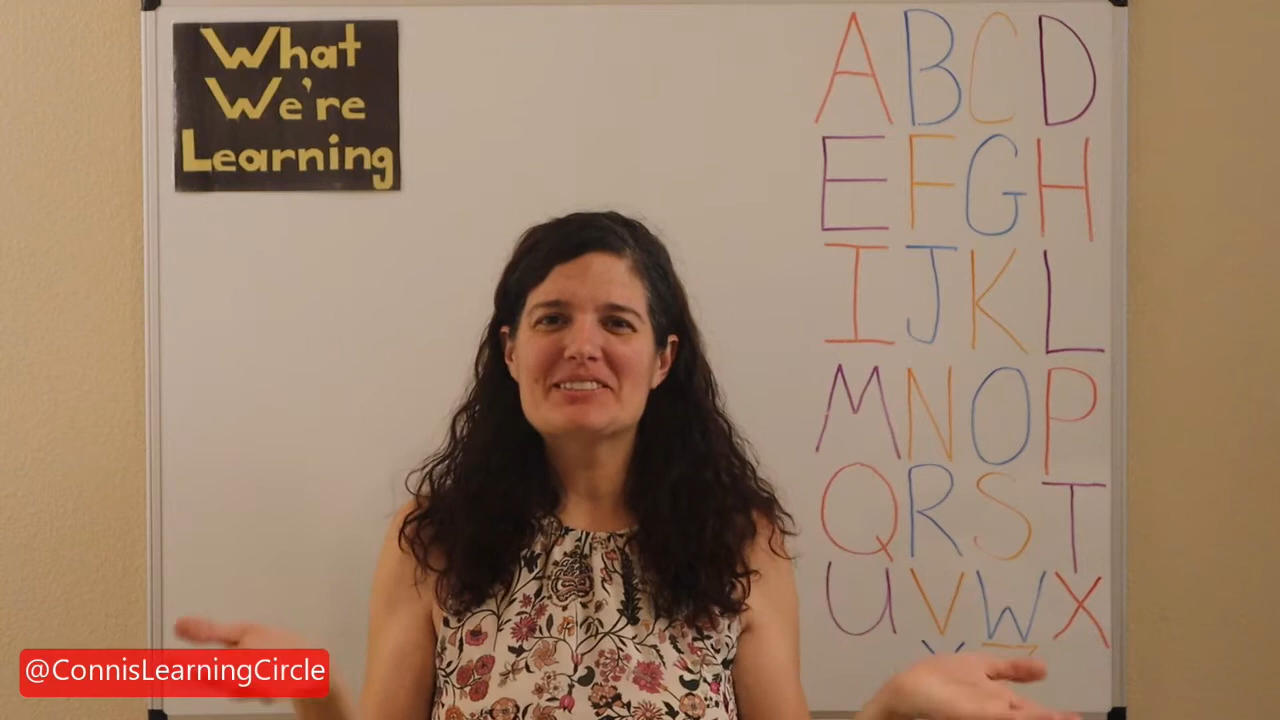 What
We're
Learning
A B C D
E F G H
I J K L
M N O P
Q R S T
U V W X
@ConnisLearningCircle